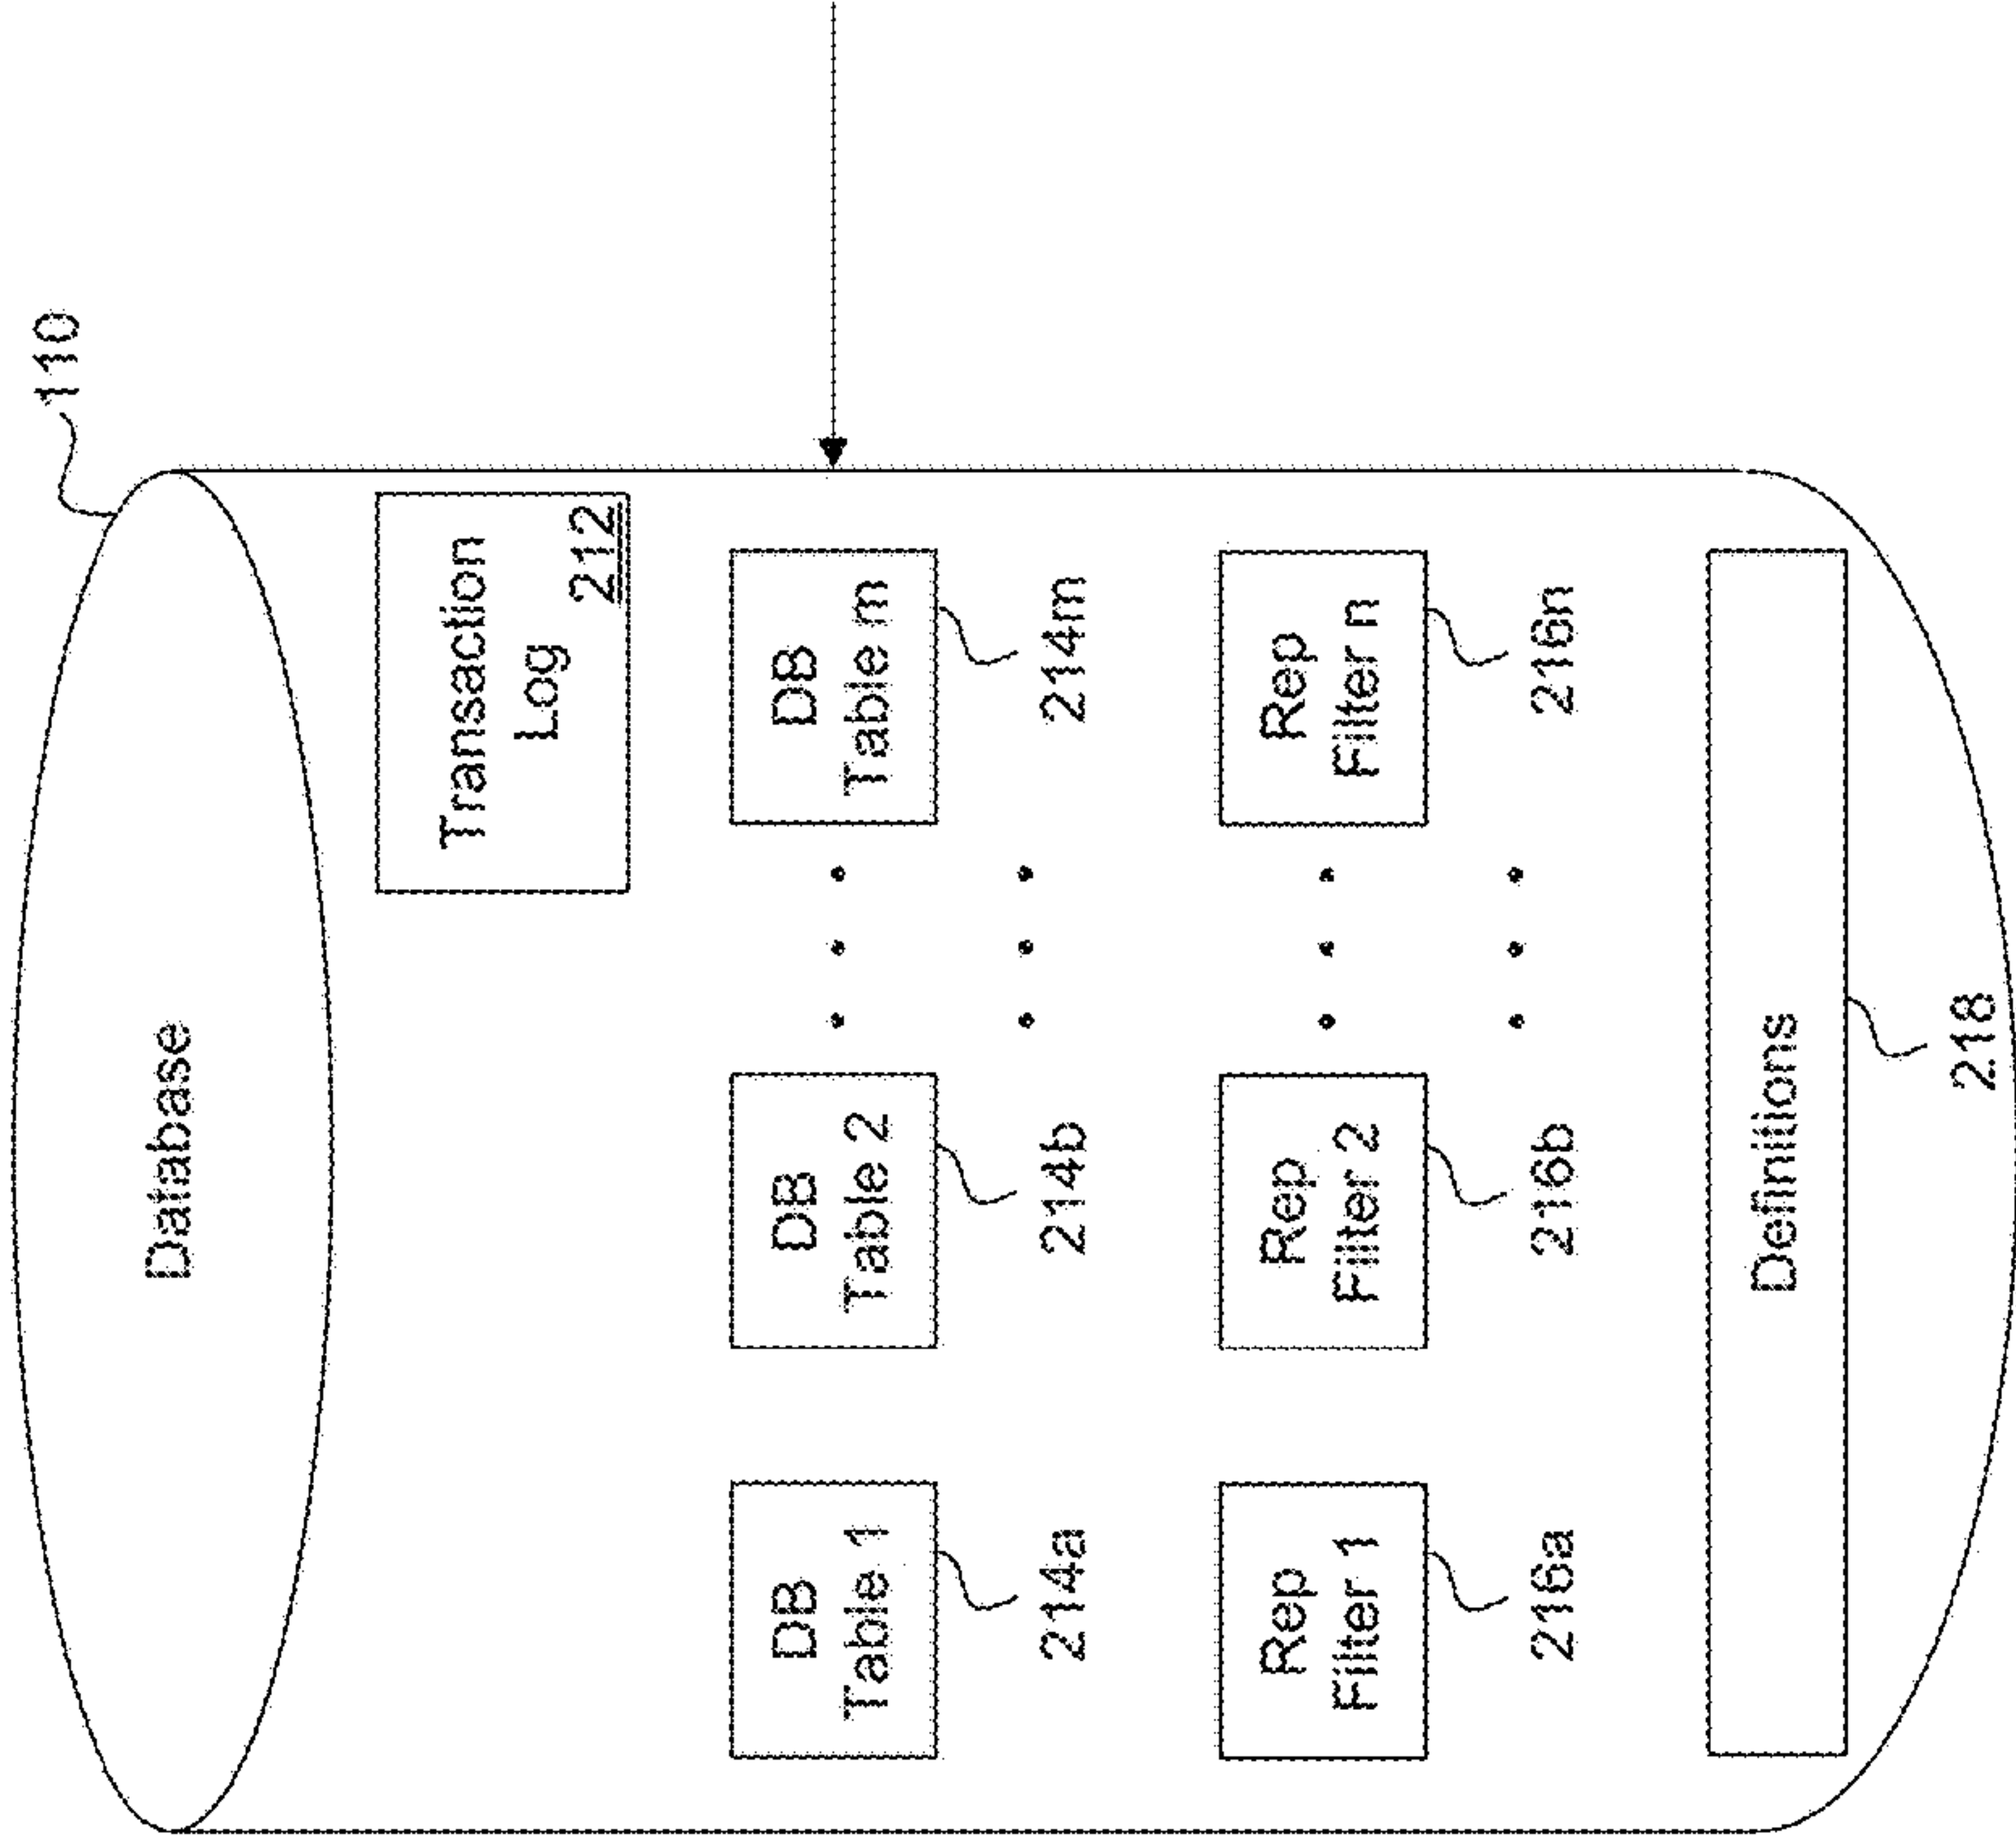 110
Database
Transaction
Log
212
DB
Table 1
DB
Table 2
DB
Table m
214a
214b
214m
Rep
Filter 1
Rep
Filter 2
Rep
Filter n
216a
216b
216n
Definitions
218